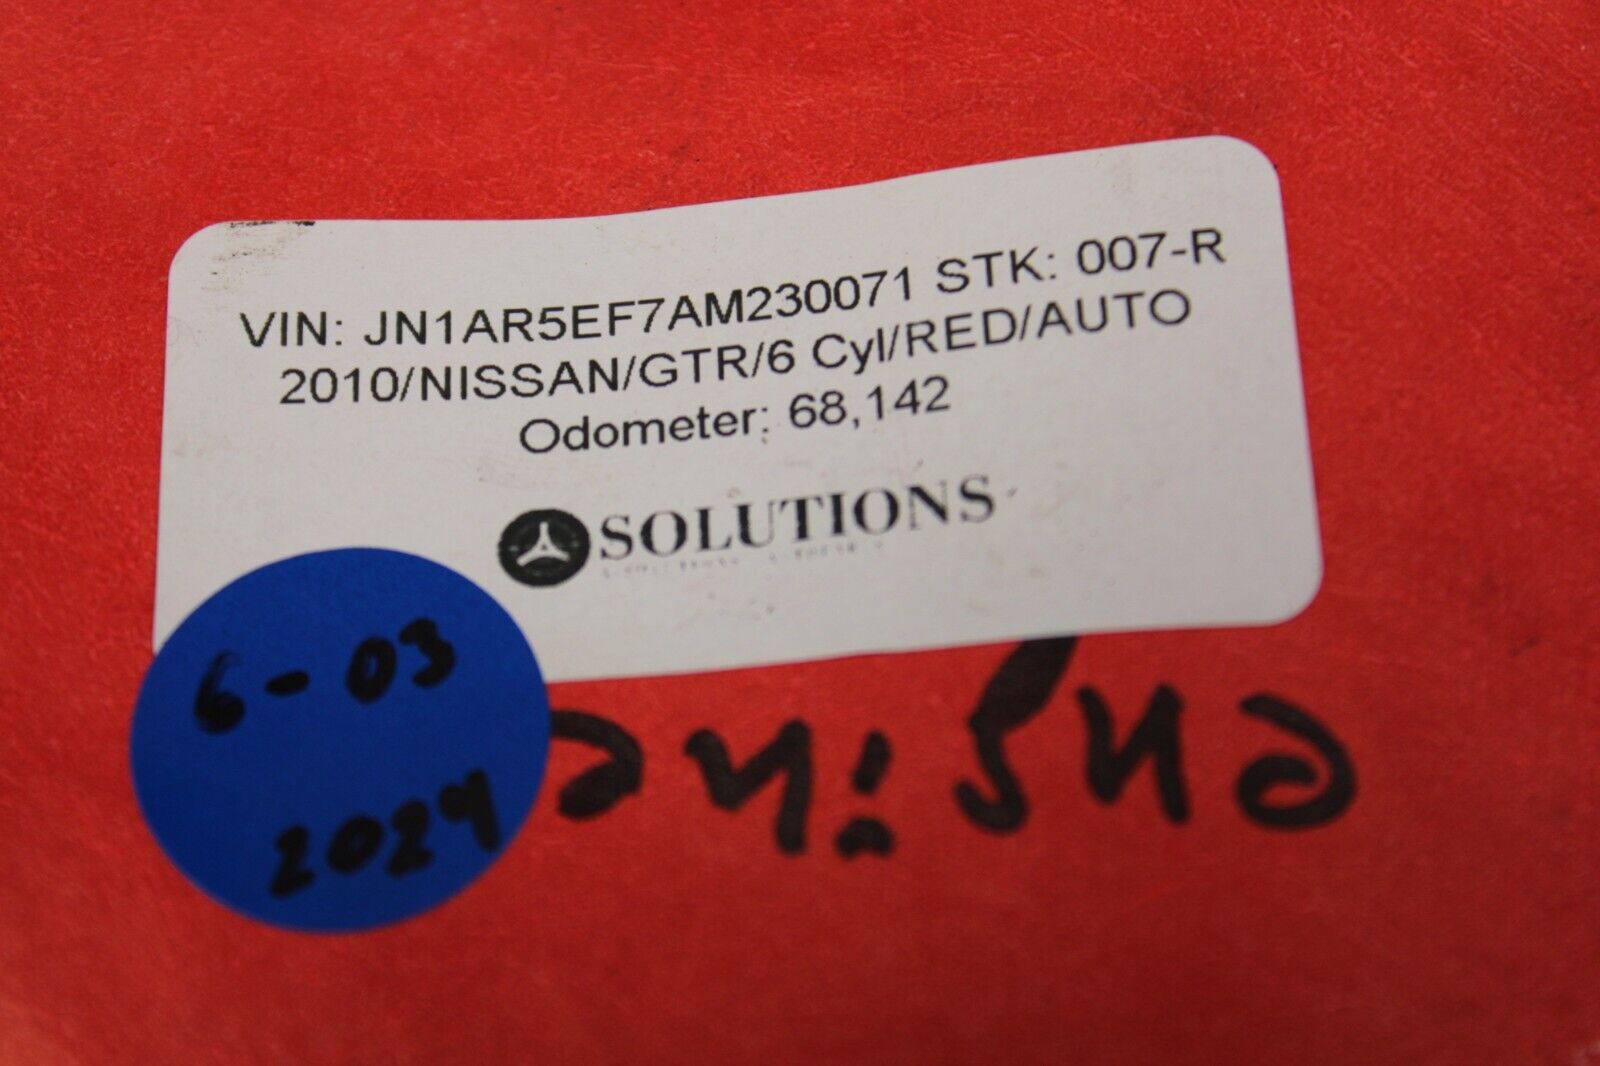 VIN: JN1AR5EF7AM230071 STK: 007-R
2010/NISSAN/GTR/6 Cyl/RED/AUTO
Odometer: 68,142
SOLUTIONS
6-03
2024